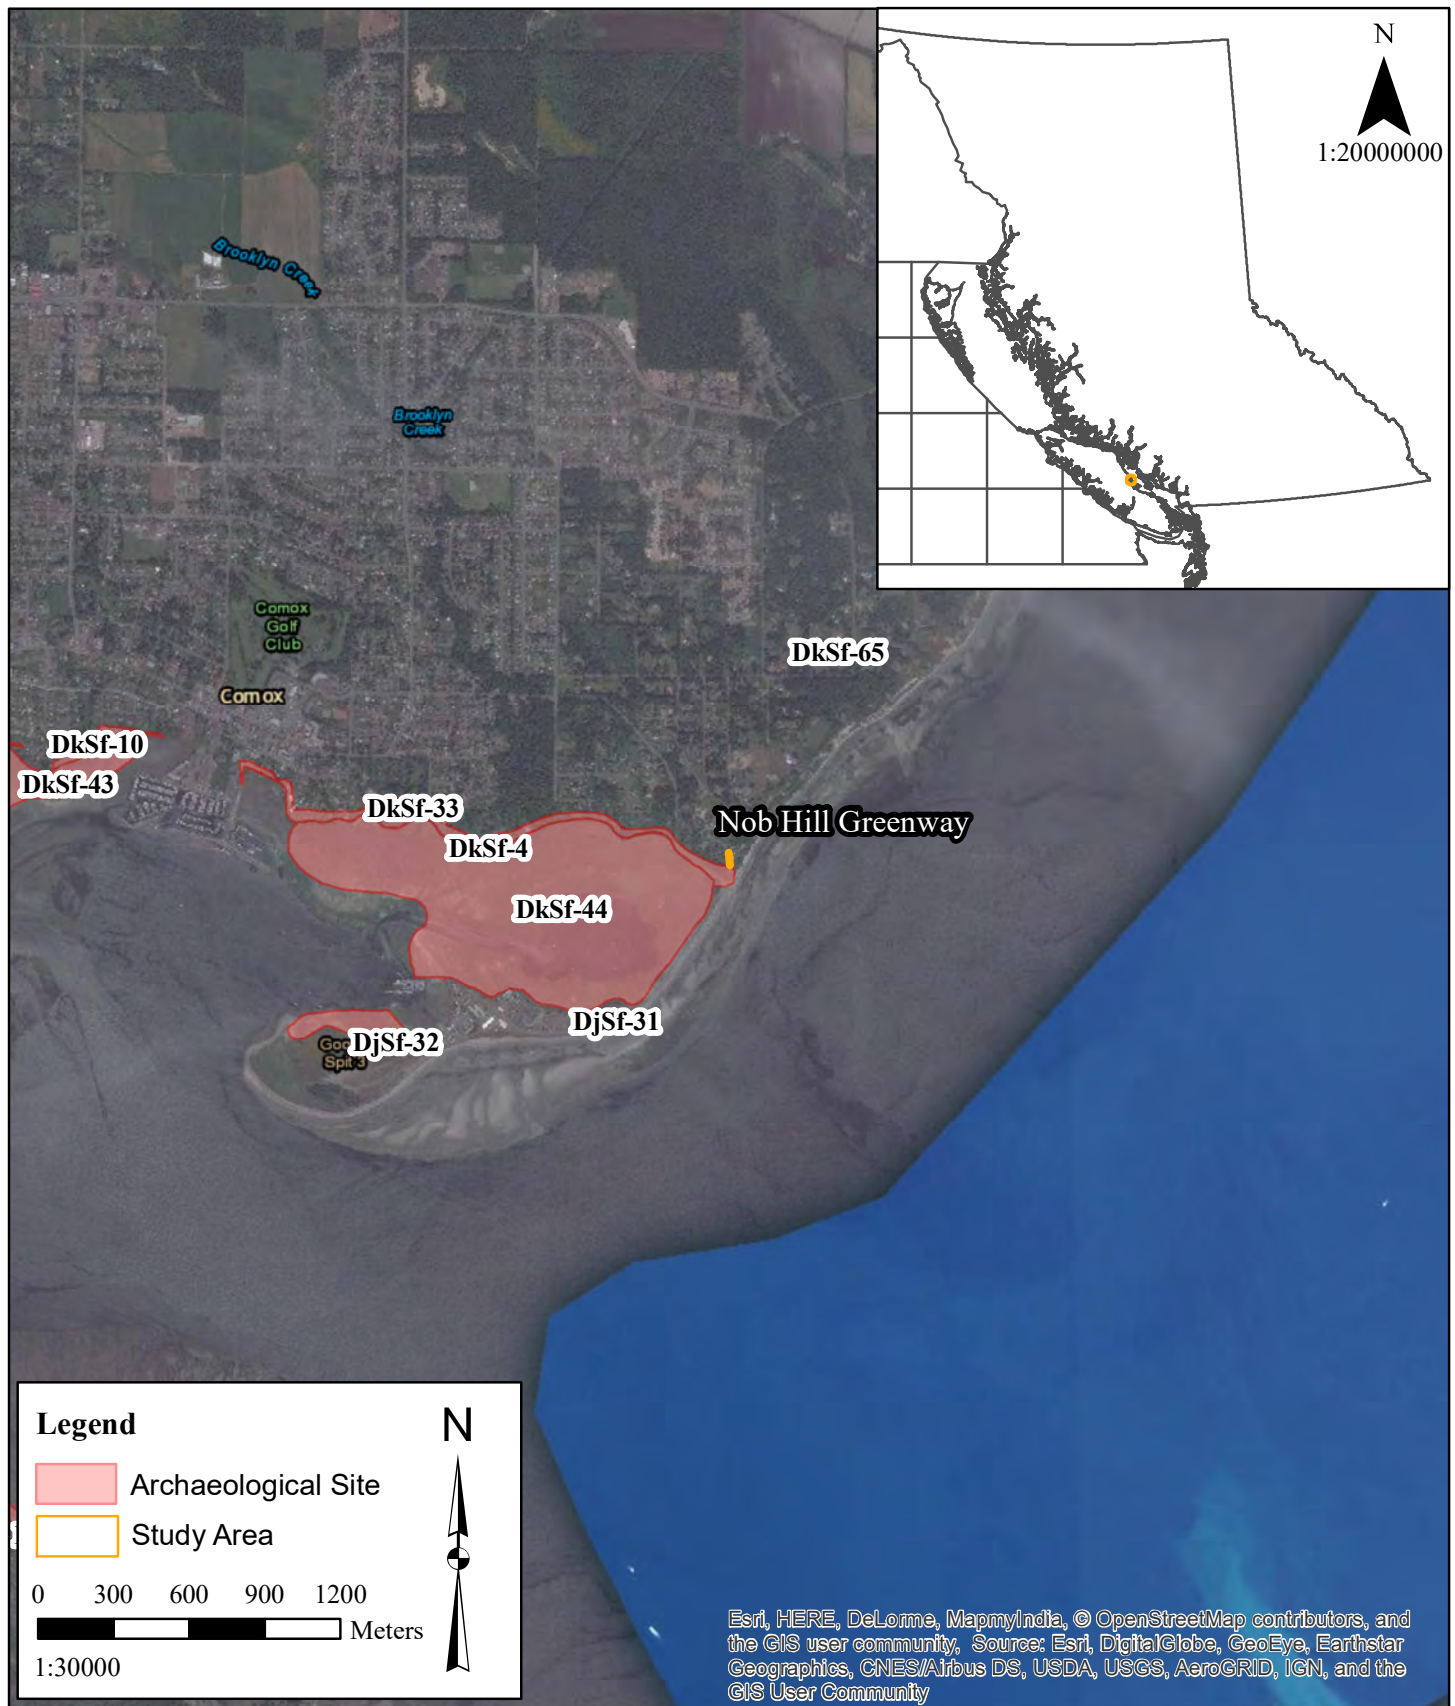 N
1:20000000
Brooklyn Creek
Brooklyn
Creek
Comox
Golf
Club
DkSf-65
Comox
DkSf-10
DkSf-43
DkSf-33
Nob Hill Greenway
DkSf-4
DkSf-44
DjSf-31
DjSf-32
Spit 3
Legend
N
Archaeological Site
Study Area
0 300 600 900 1200
Meters
1:30000
Esri, HERE, DeLorme, MapmyIndia, © OpenStreetMap contributors, and
the GIS user community, Source: Esri, DigitalGlobe, GeoEye, Earthstar
Geographics, CNES/Airbus DS, USDA, USGS, AeroGRID, IGN, and the
GIS User Community